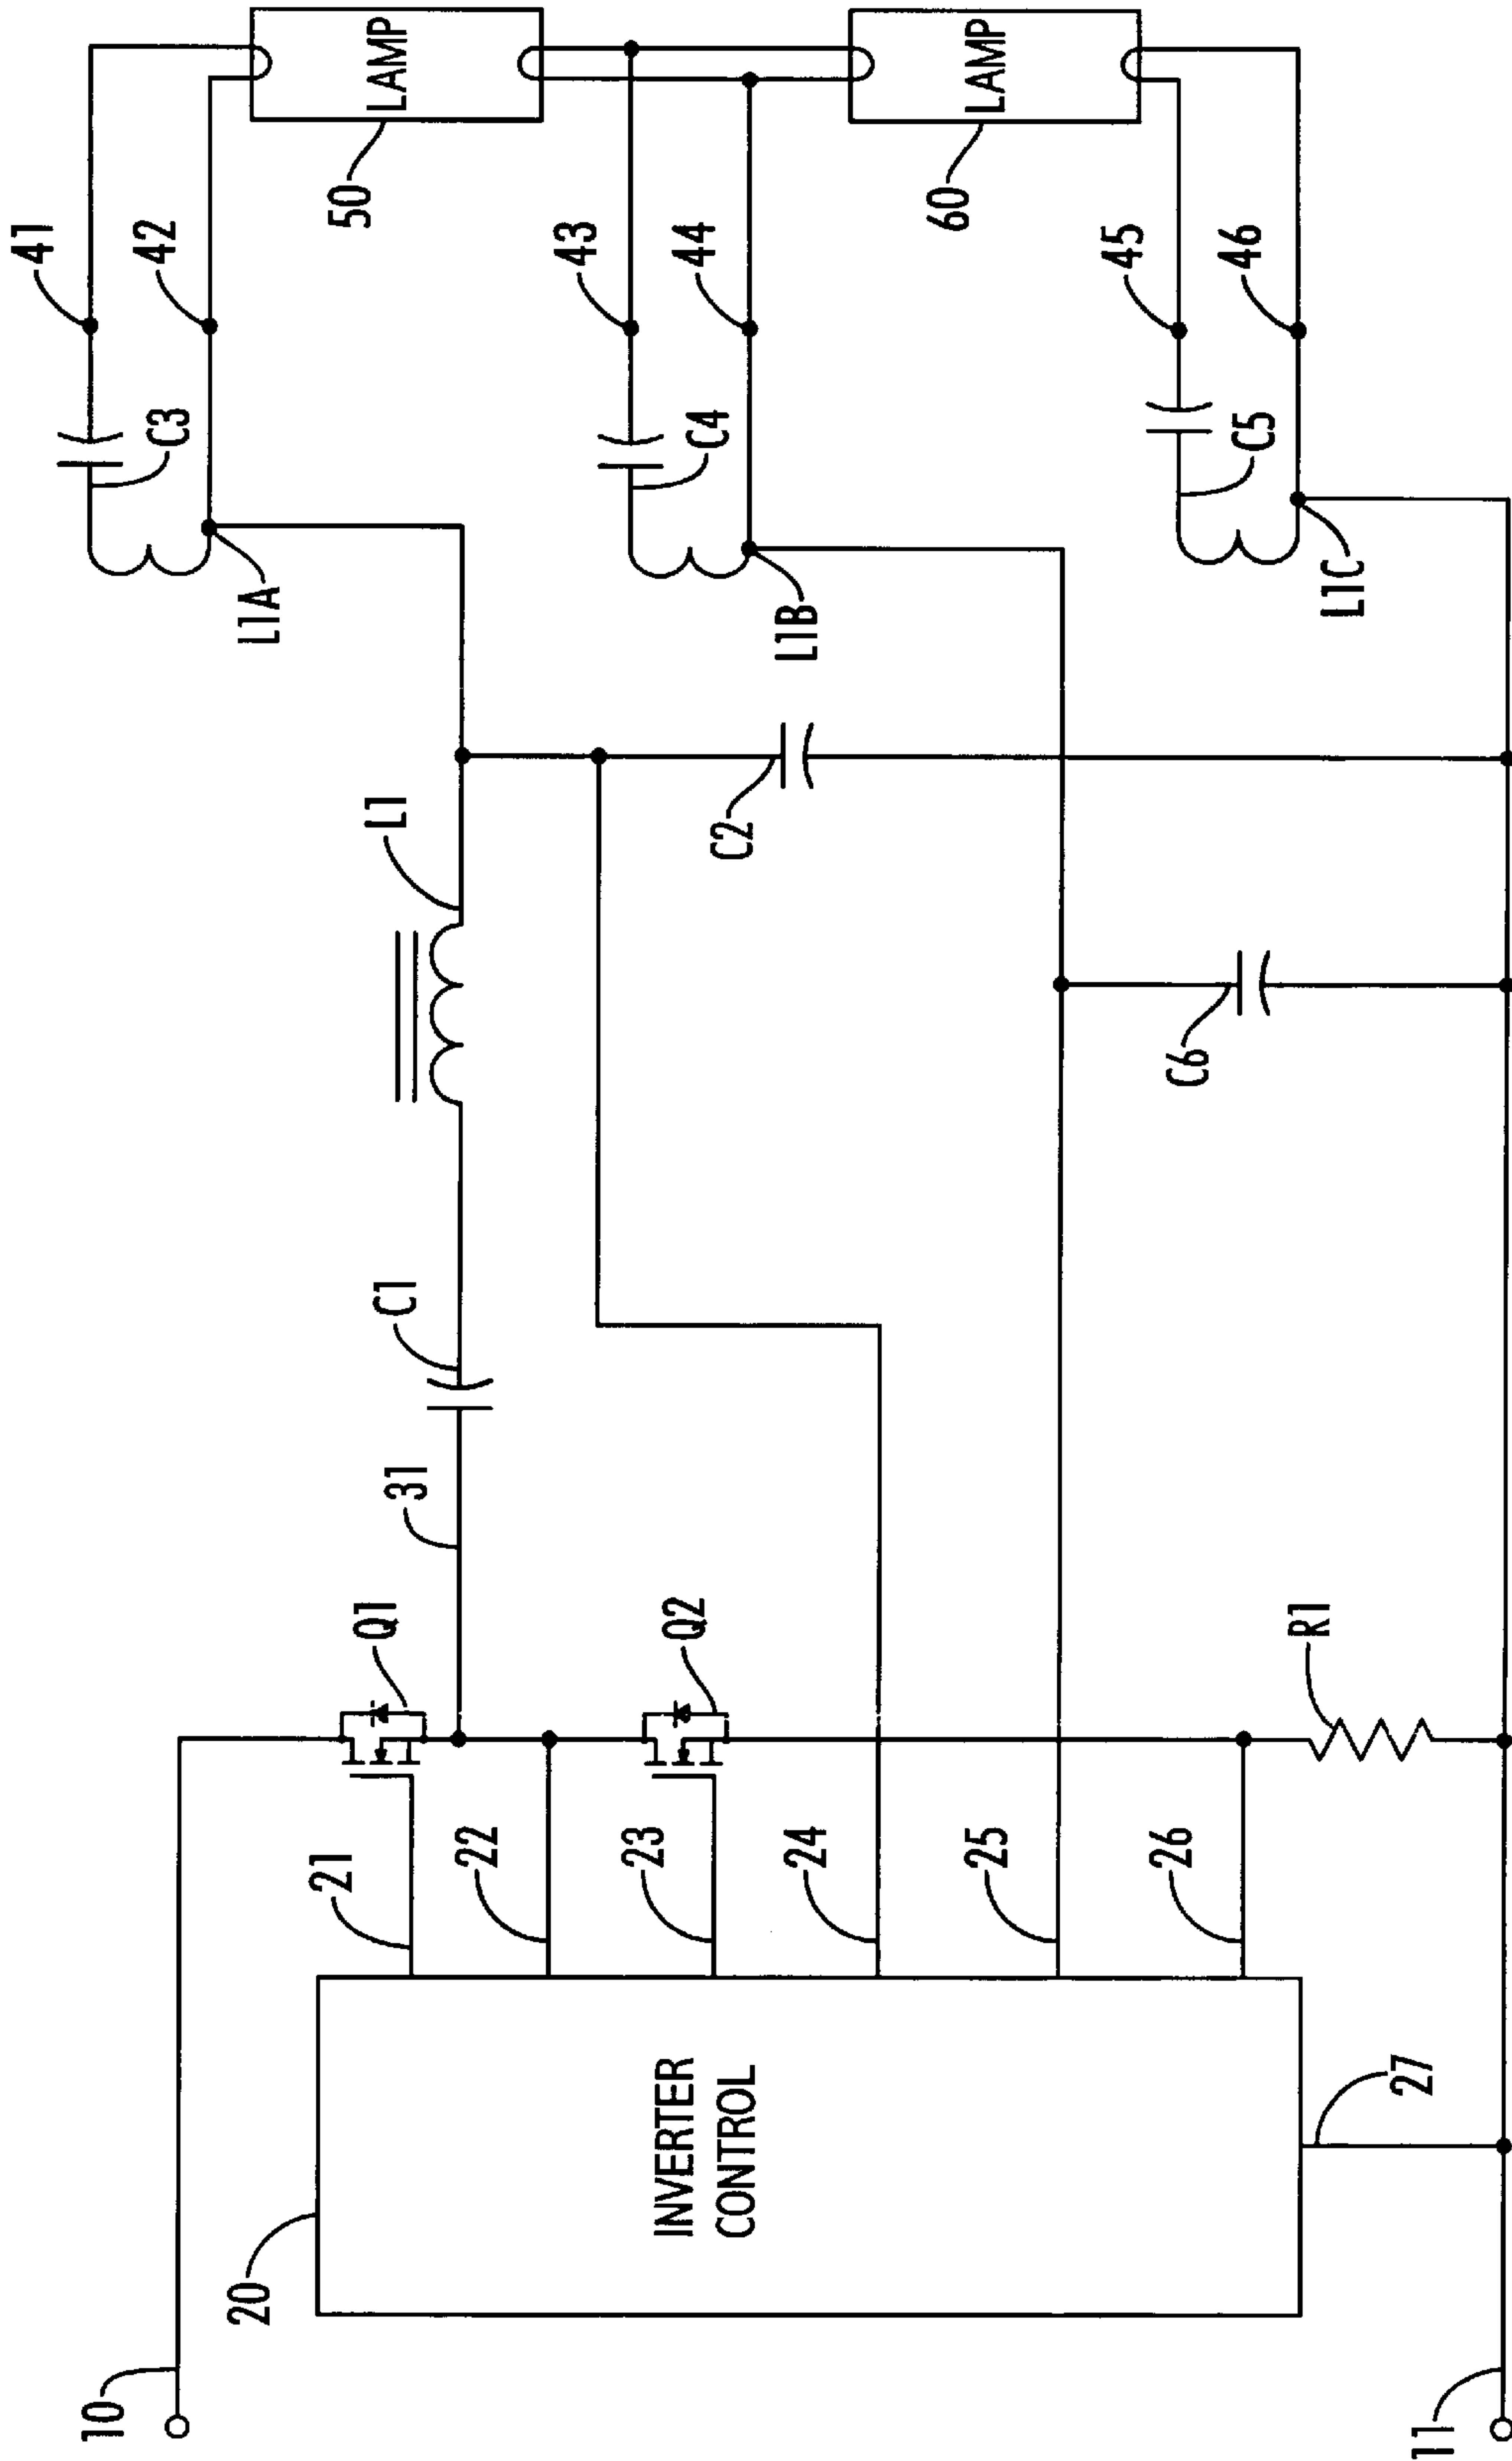 10
20
INVERTER
CONTROL
21
22
23
24
25
26
27
11
Q1
Q2
R1
31
C1
L1
C2
C6
L1A
L1B
L1C
C3
C4
C5
41
42
43
44
45
46
50
60
LAMP
LAMP